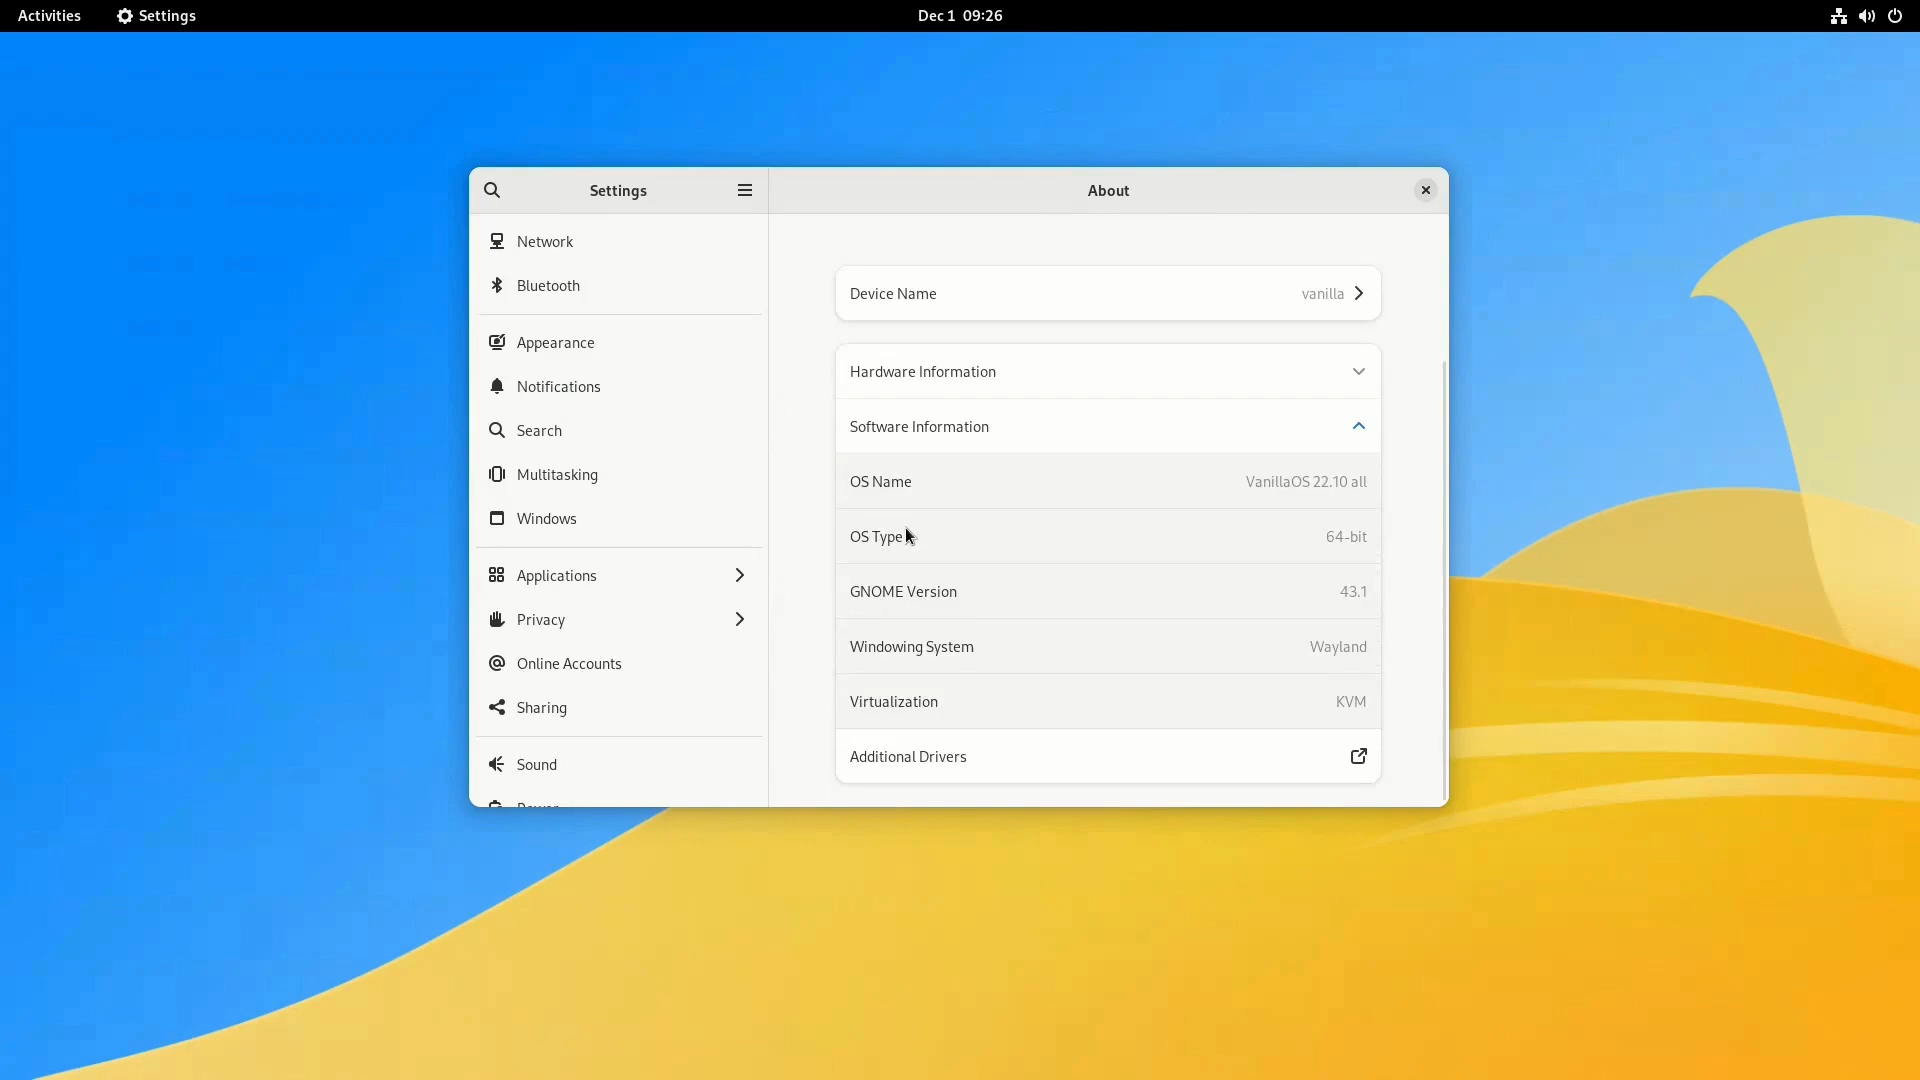 Activities
Settings
Dec 1 09:26
Settings
About
Network
Bluetooth
Appearance
Notifications
Search
Multitasking
Windows
Applications
Privacy
Online Accounts
Sharing
Sound
Power
Device Name vanilla
Hardware Information
Software Information
OS Name VanillaOS 22.10 all
OS Type 64-bit
GNOME Version 43.1
Windowing System Wayland
Virtualization KVM
Additional Drivers